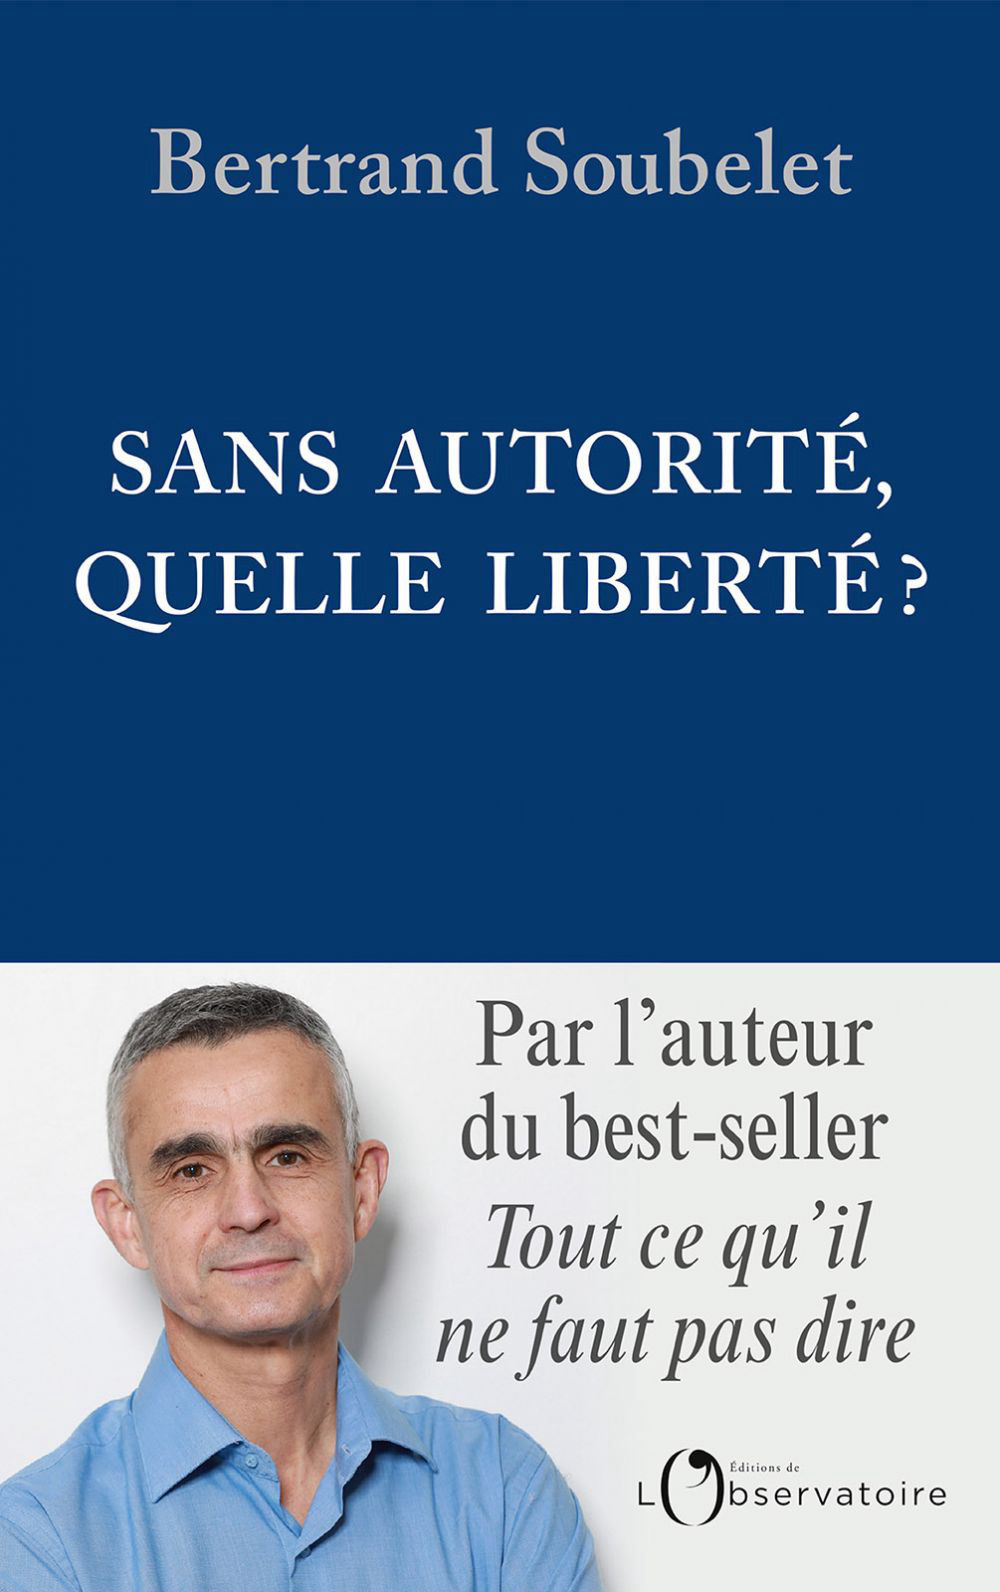 Bertrand Soubelet
SANS AUTORITÉ,
QUELLE LIBERTÉ ?
Par l’auteur
du best-seller
Tout ce qu’il
ne faut pas dire
Éditions de
L’Observatoire